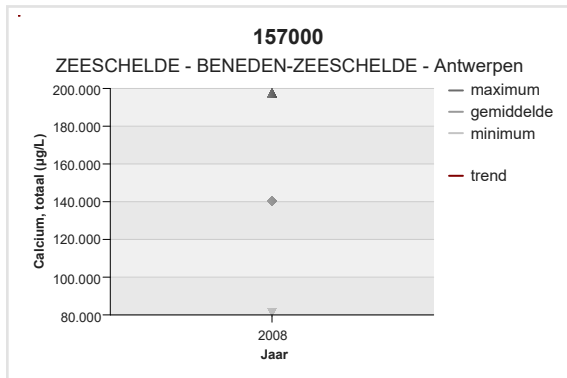 157000
ZEESCHELDE - BENEDEN-ZEESCHELDE - Antwerpen
Calcium, totaal (µg/L)
200.000
180.000
160.000
140.000
120.000
100.000
80.000
2008
Jaar
maximum
gemiddelde
minimum
trend